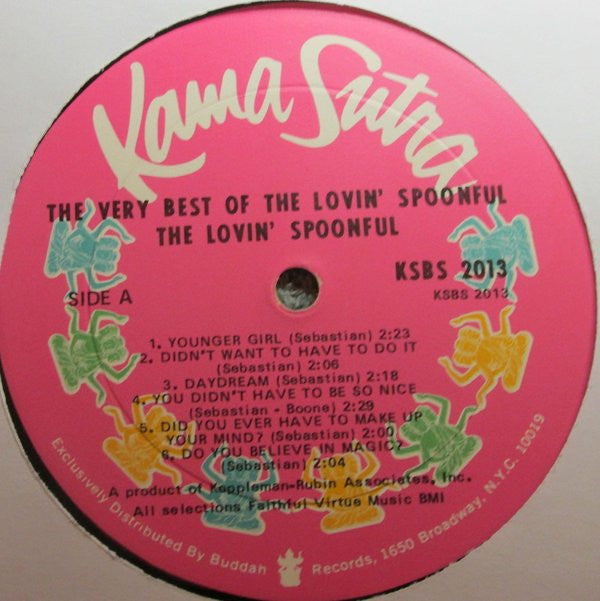 Kama Sutra
THE VERY BEST OF THE LOVIN' SPOONFUL
THE LOVIN' SPOONFUL
KSBS 2013
SIDE A
KSBS 2013
1. YOUNGER GIRL (Sebastian) 2:23
2. DIDN'T WANT TO HAVE TO DO IT
(Sebastian) 2:06
3. DAYDREAM (Sebastian) 2:18
4. YOU DIDN'T HAVE TO BE SO NICE
(Sebastian - Boone) 2:29
5. DID YOU EVER HAVE TO MAKE UP
YOUR MIND? (Sebastian) 2:00
6. DO YOU BELIEVE IN MAGIC?
(Sebastian) 2:04
A product of Koppleman-Rubin Associates, Inc.
All selections Faithful Virtue Music BMI
Exclusively Distributed By Buddah Records, 1650 Broadway, N.Y.C. 10019